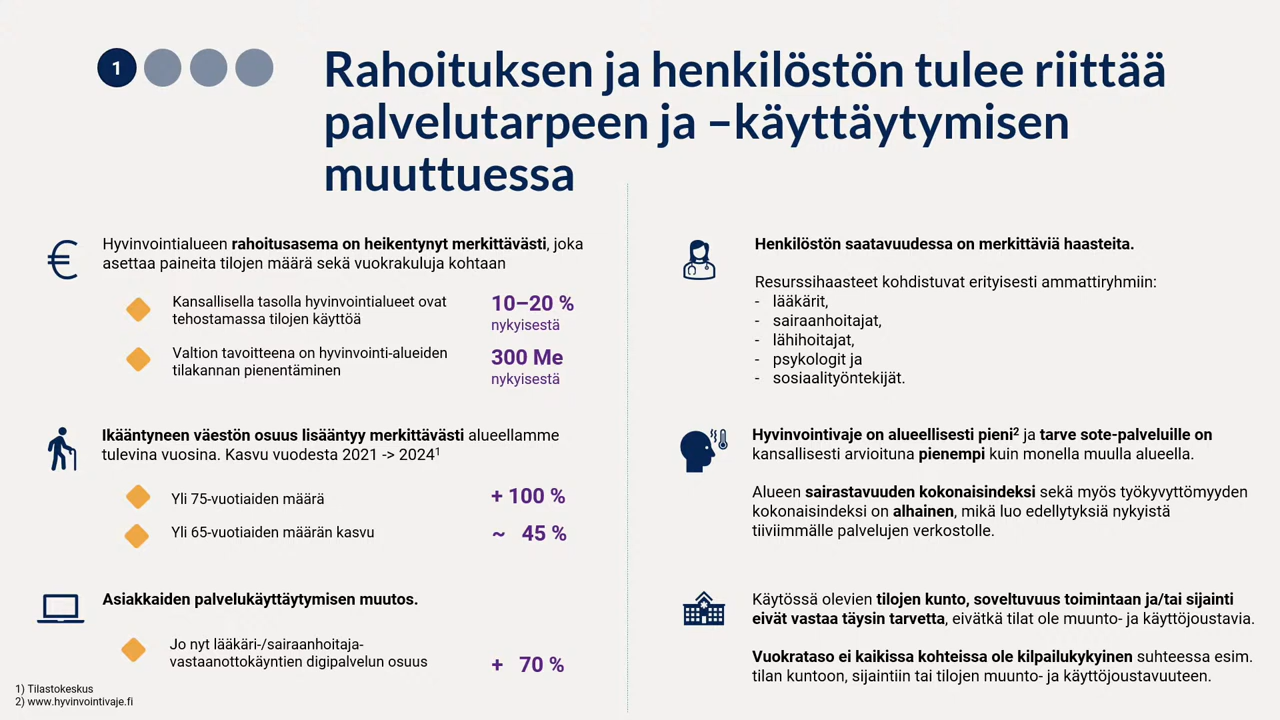 1
Rahoituksen ja henkilöstön tulee riittää
palvelutarpeen ja –käyttäytymisen
muuttuessa
€
Hyvinvointialueen rahoitusasema on heikentynyt merkittävästi, joka
asettaa paineita tilojen määrä sekä vuokrakuluja kohtaan
Kansallisella tasolla hyvinvointialueet ovat
tehostamassa tilojen käyttöä
10–20 %
nykyisestä
Valtion tavoitteena on hyvinvointi-alueiden
tilakannan pienentäminen
300 Me
nykyisestä
Ikääntyneen väestön osuus lisääntyy merkittävästi alueellamme
tulevina vuosina. Kasvu vuodesta 2021 -> 2024¹
Yli 75-vuotiaiden määrä
+ 100 %
Yli 65-vuotiaiden määrän kasvu
~ 45 %
Asiakkaiden palvelukäyttäytymisen muutos.
Jo nyt lääkäri-/sairaanhoitaja-
vastaanottokäyntien digipalvelun osuus
+ 70 %
1) Tilastokeskus
2) www.hyvinvointivaje.fi
Henkilöstön saatavuudessa on merkittäviä haasteita.
Resurssihaasteet kohdistuvat erityisesti ammattiryhmiin:
- lääkärit,
- sairaanhoitajat,
- lähihoitajat,
- psykologit ja
- sosiaalityöntekijät.
Hyvinvointivaje on alueellisesti pieni² ja tarve sote-palveluille on
kansallisesti arvioituna pienempi kuin monella muulla alueella.
Alueen sairastavuuden kokonaisindeksi sekä myös työkyvyttömyyden
kokonaisindeksi on alhainen, mikä luo edellytyksiä nykyistä
tiiviimmälle palvelujen verkostolle.
Käytössä olevien tilojen kunto, soveltuvuus toimintaan ja/tai sijainti
eivät vastaa täysin tarvetta, eivätkä tilat ole muunto- ja käyttöjoustavia.
Vuokrataso ei kaikissa kohteissa ole kilpailukykyinen suhteessa esim.
tilan kuntoon, sijaintiin tai tilojen muunto- ja käyttöjoustavuuteen.